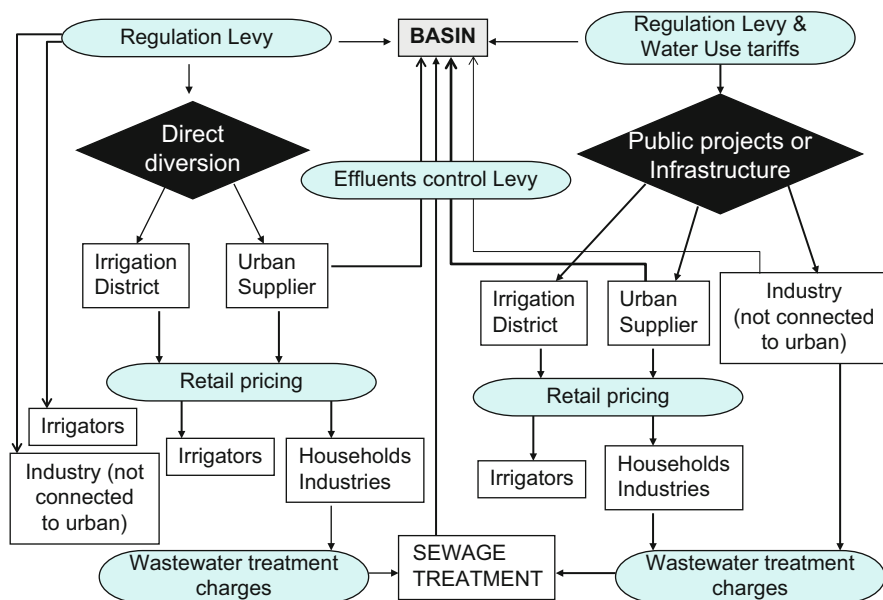 Regulation Levy
BASIN
Regulation Levy &
Water Use tariffs
Direct
diversion
Public projects or
Infrastructure
Effluents control Levy
Irrigation
District
Urban
Supplier
Irrigation
District
Urban
Supplier
Industry
(not connected
to urban)
Retail pricing
Retail pricing
Irrigators
Irrigators
Households
Industries
Industry (not
connected
to urban)
Irrigators
Households
Industries
Wastewater treatment
charges
SEWAGE
TREATMENT
Wastewater treatment
charges